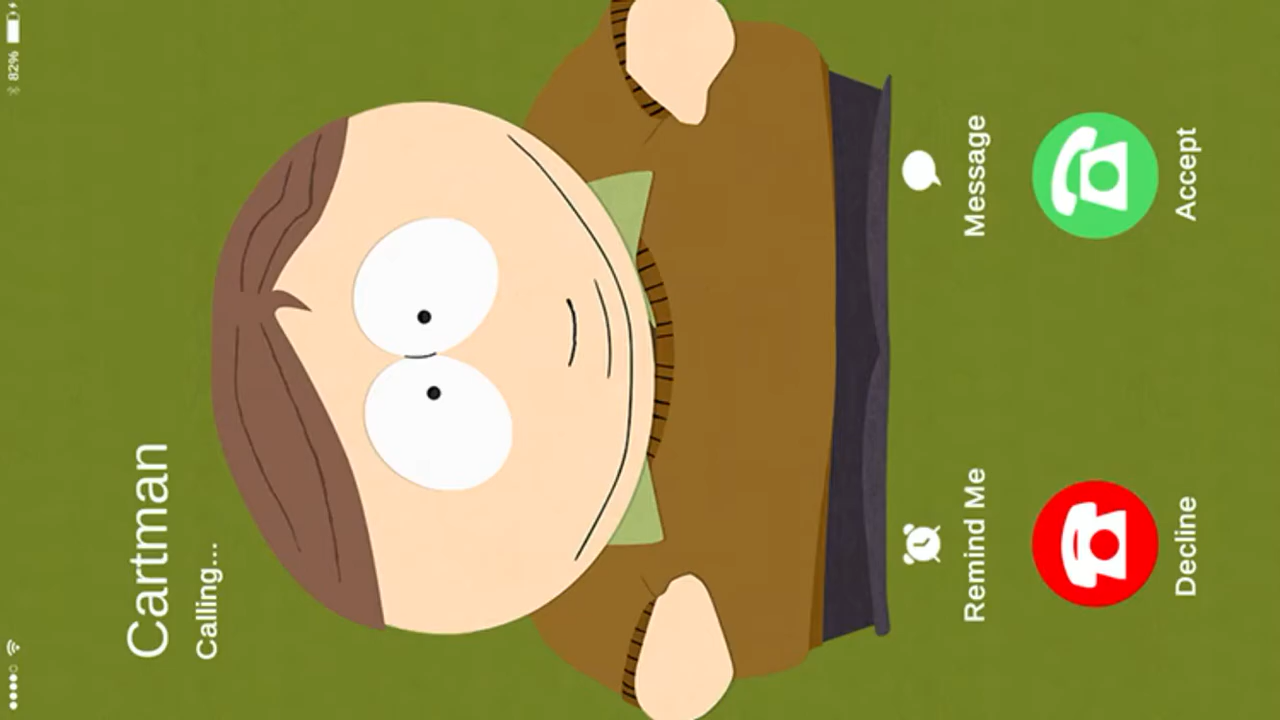 82%
Cartman
Calling...
Remind Me
Message
Decline
Accept